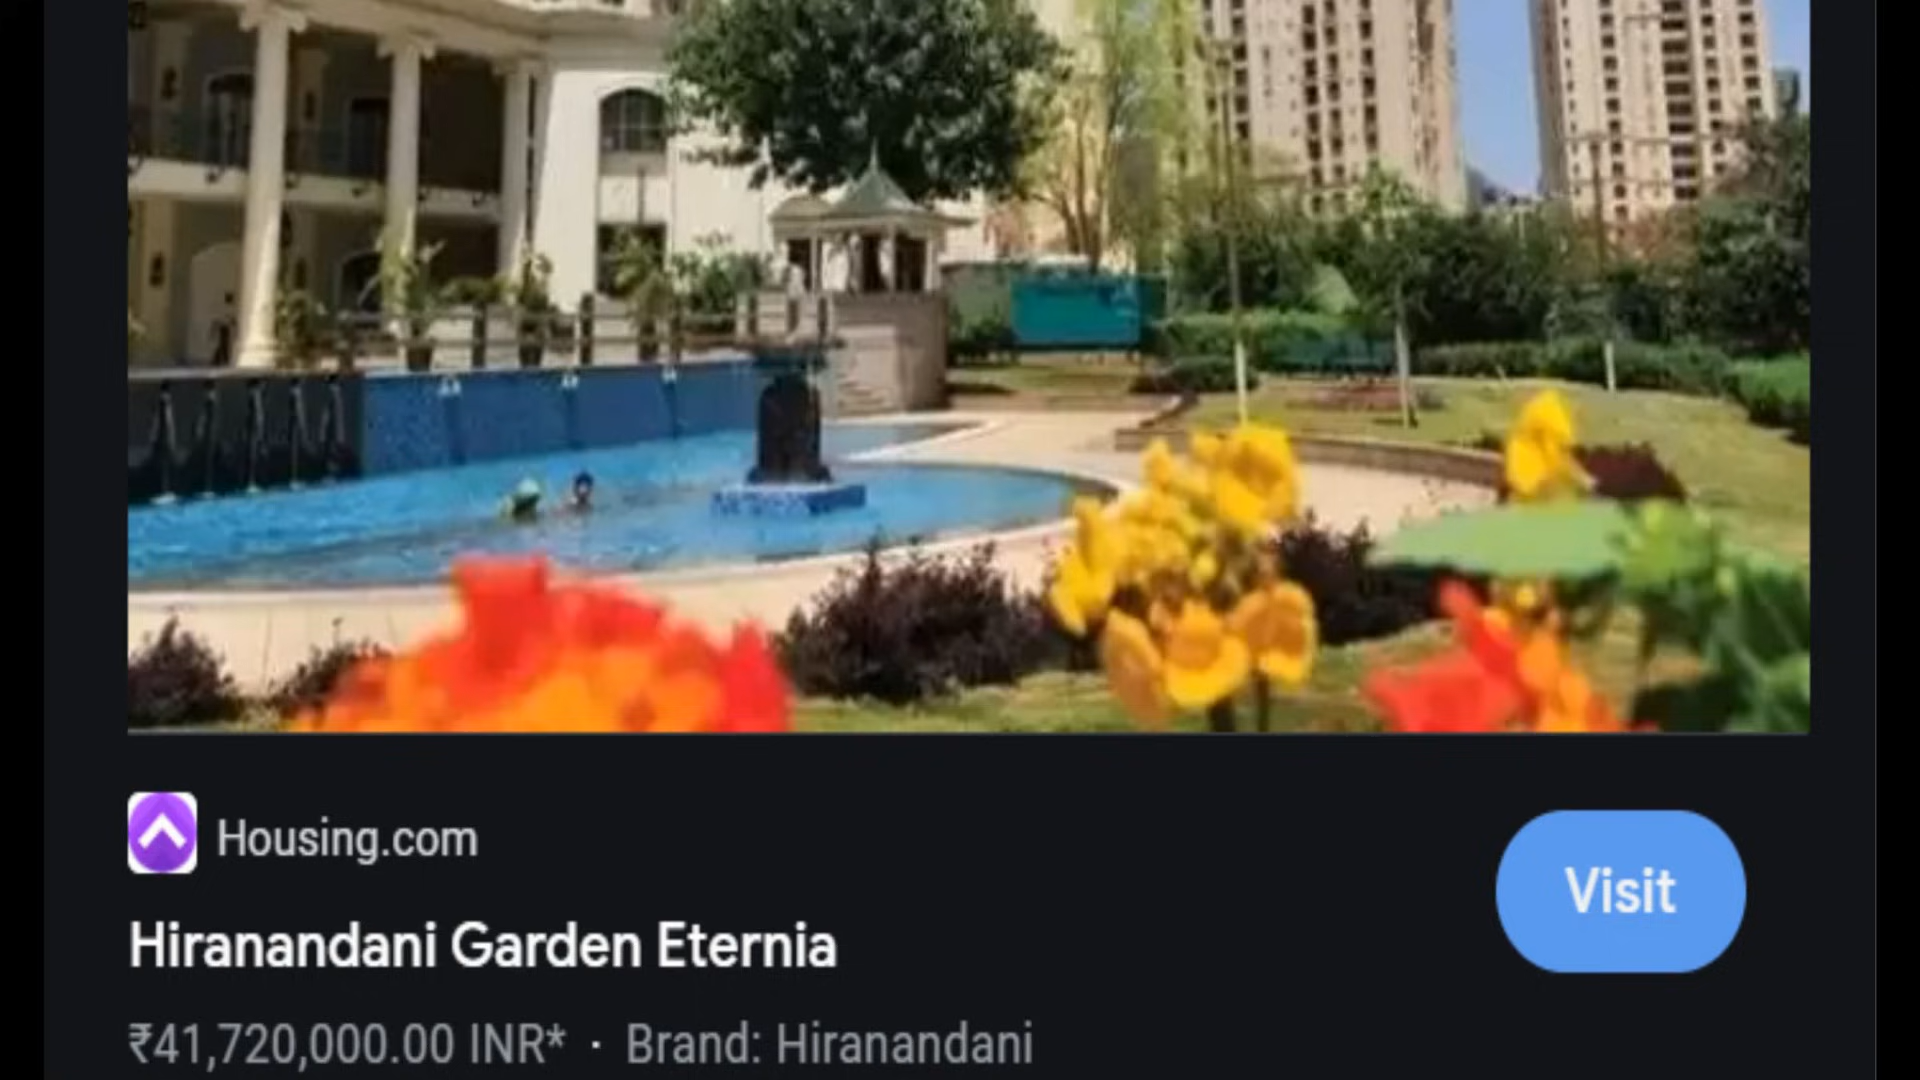 Housing.com
Visit
Hiranandani Garden Eternia
₹41,720,000.00 INR* · Brand: Hiranandani